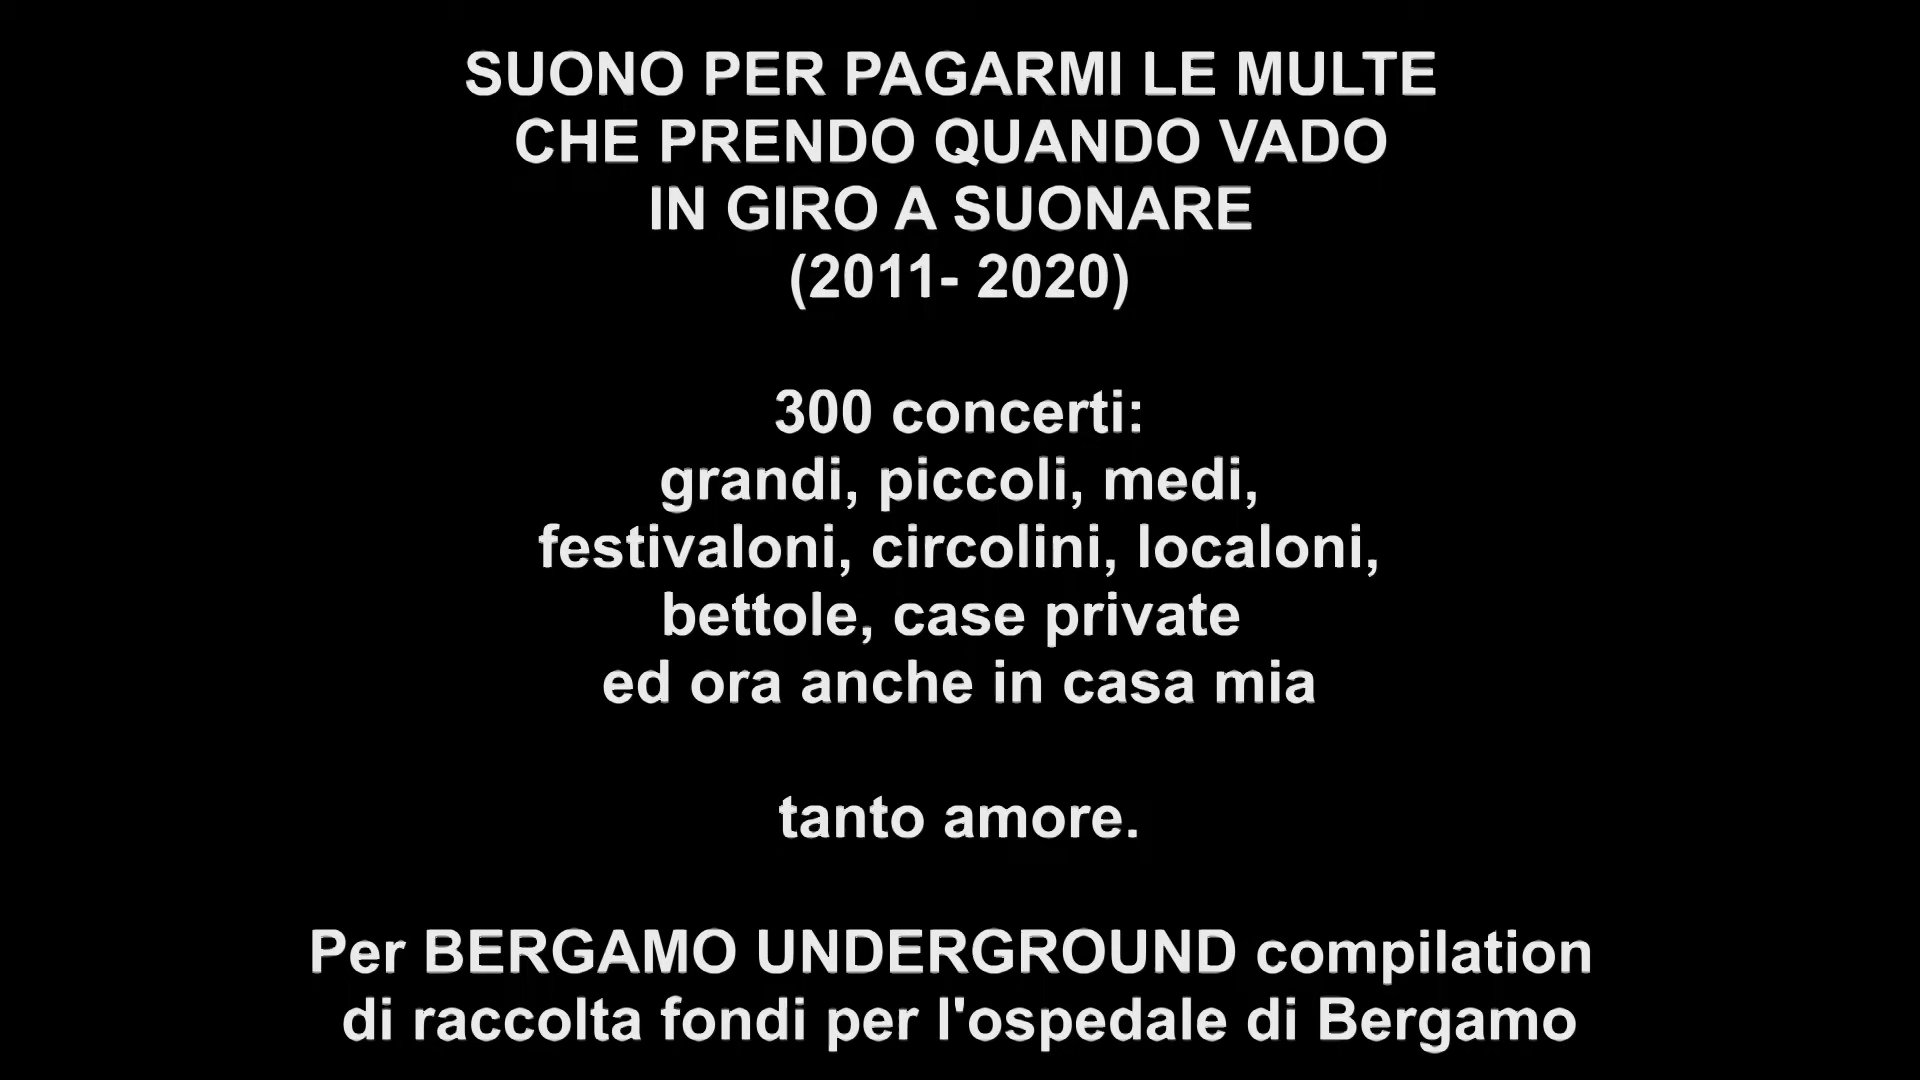 SUONO PER PAGARMI LE MULTE
CHE PRENDO QUANDO VADO
IN GIRO A SUONARE
(2011- 2020)
300 concerti:
grandi, piccoli, medi,
festivaloni, circolini, localoni,
bettole, case private
ed ora anche in casa mia
tanto amore.
Per BERGAMO UNDERGROUND compilation
di raccolta fondi per l'ospedale di Bergamo